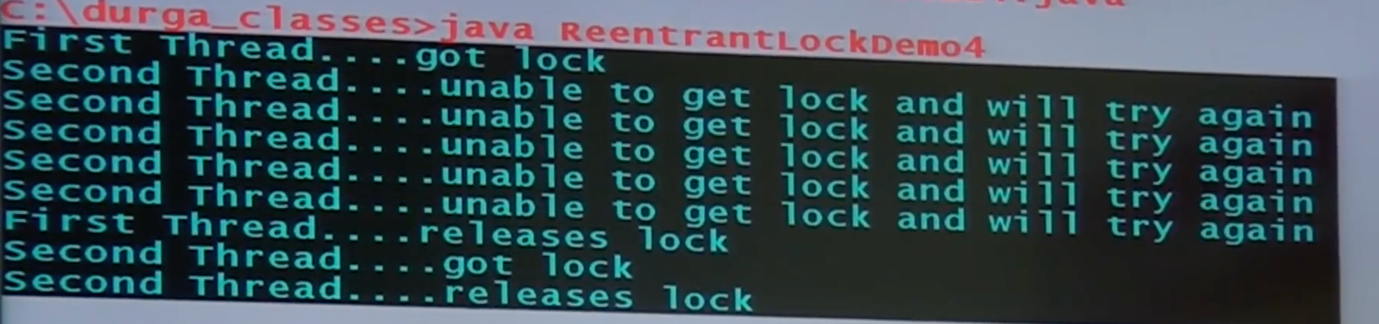 C:\durga_classes>java ReentrantLockDemo4
First Thread....got lock
Second Thread....unable to get lock and will try again
Second Thread....unable to get lock and will try again
Second Thread....unable to get lock and will try again
Second Thread....unable to get lock and will try again
Second Thread....unable to get lock and will try again
First Thread....releases lock
Second Thread....got lock
Second Thread....releases lock